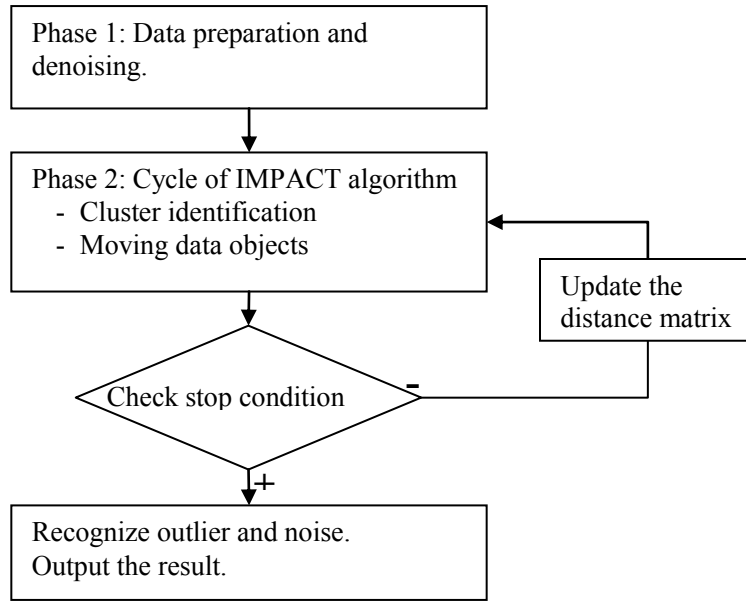 Phase 1: Data preparation and
denoising.
Phase 2: Cycle of IMPACT algorithm
- Cluster identification
- Moving data objects
Update the
distance matrix
Check stop condition
-
+
Recognize outlier and noise.
Output the result.